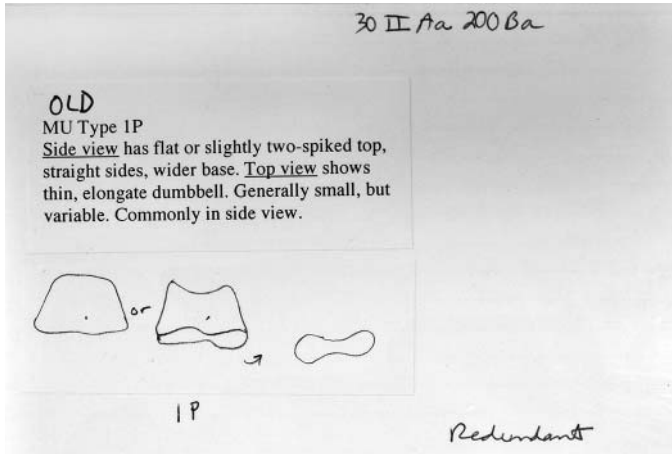 30 II Aa 200 Ba
OLD
MU Type 1P
Side view has flat or slightly two-spiked top,
straight sides, wider base. Top view shows
thin, elongate dumbbell. Generally small, but
variable. Commonly in side view.
or
1 P
Redundant